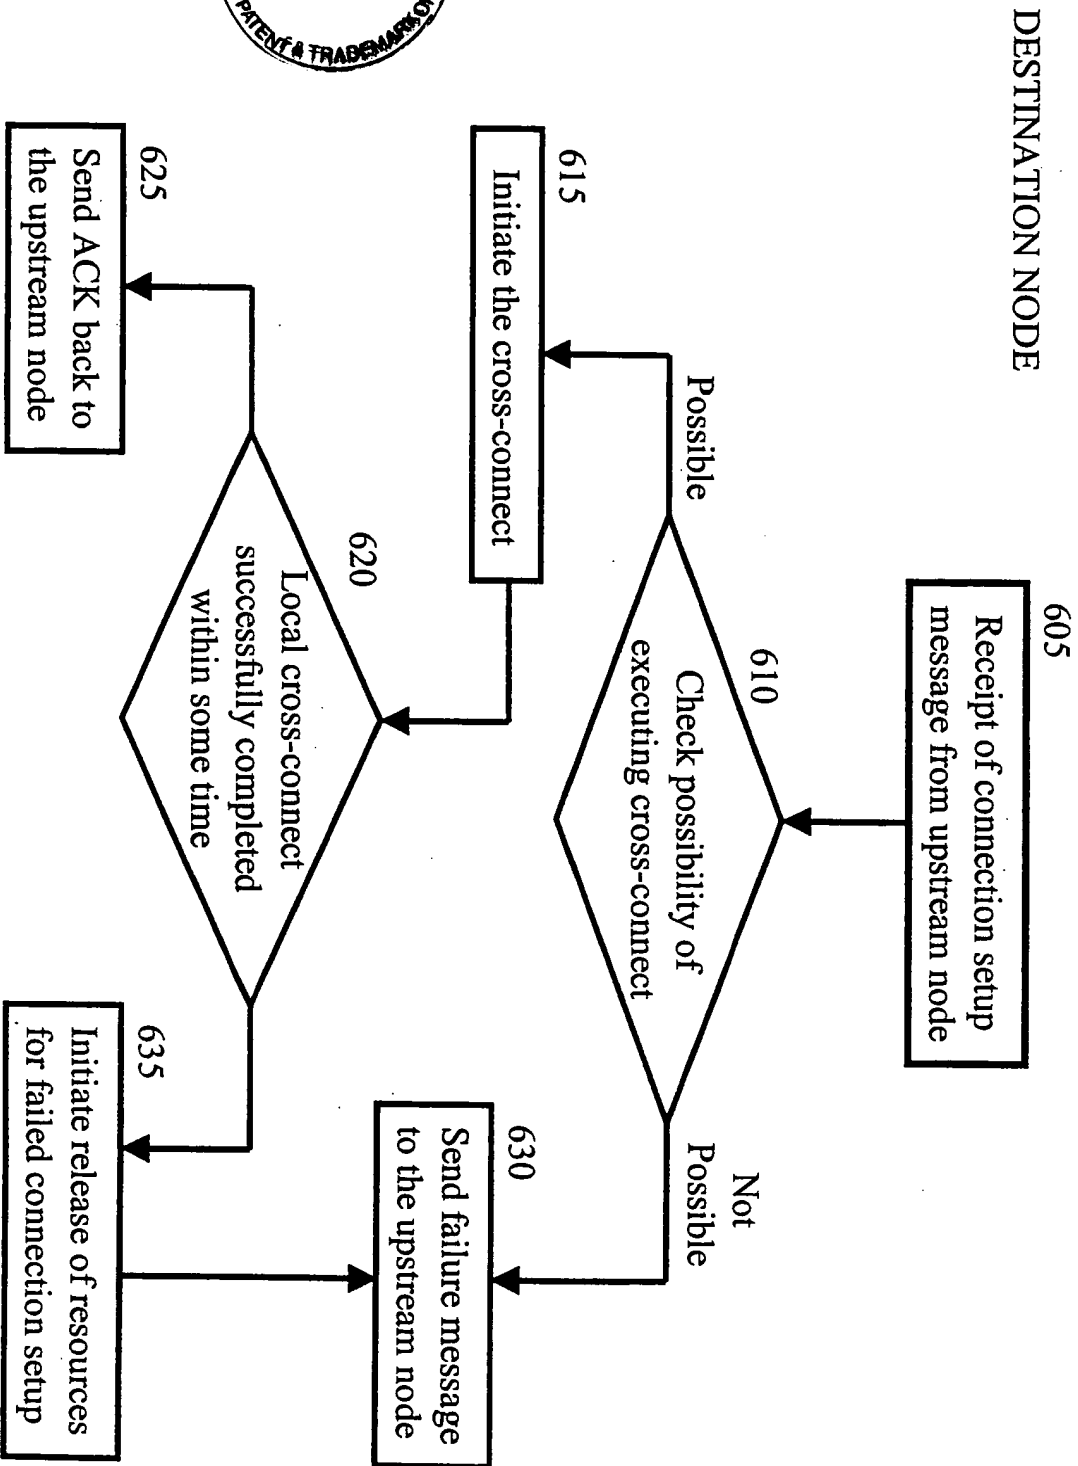 DESTINATION NODE
605
Receipt of connection setup
message from upstream node
610
Check possibility of
executing cross-connect
Possible
Not
Possible
615
Initiate the cross-connect
620
Local cross-connect
successfully completed
within some time
630
Send failure message
to the upstream node
625
Send ACK back to
the upstream node
635
Initiate release of resources
for failed connection setup
PATENT & TRADEMARK